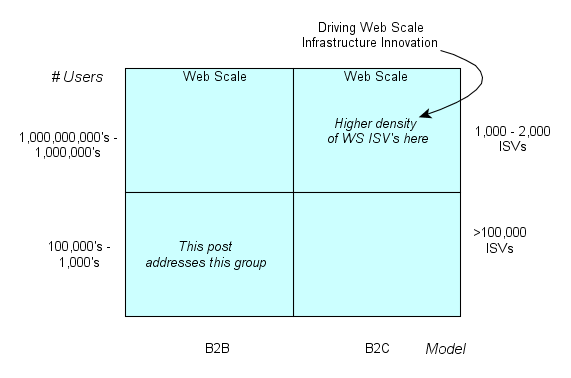 Driving Web Scale
Infrastructure Innovation
# Users
Web Scale
Web Scale
Higher density
of WS ISV's here
1,000,000,000's -
1,000,000's
1,000 - 2,000
ISVs
This post
addresses this group
100,000's -
1,000's
>100,000
ISVs
B2B
B2C
Model